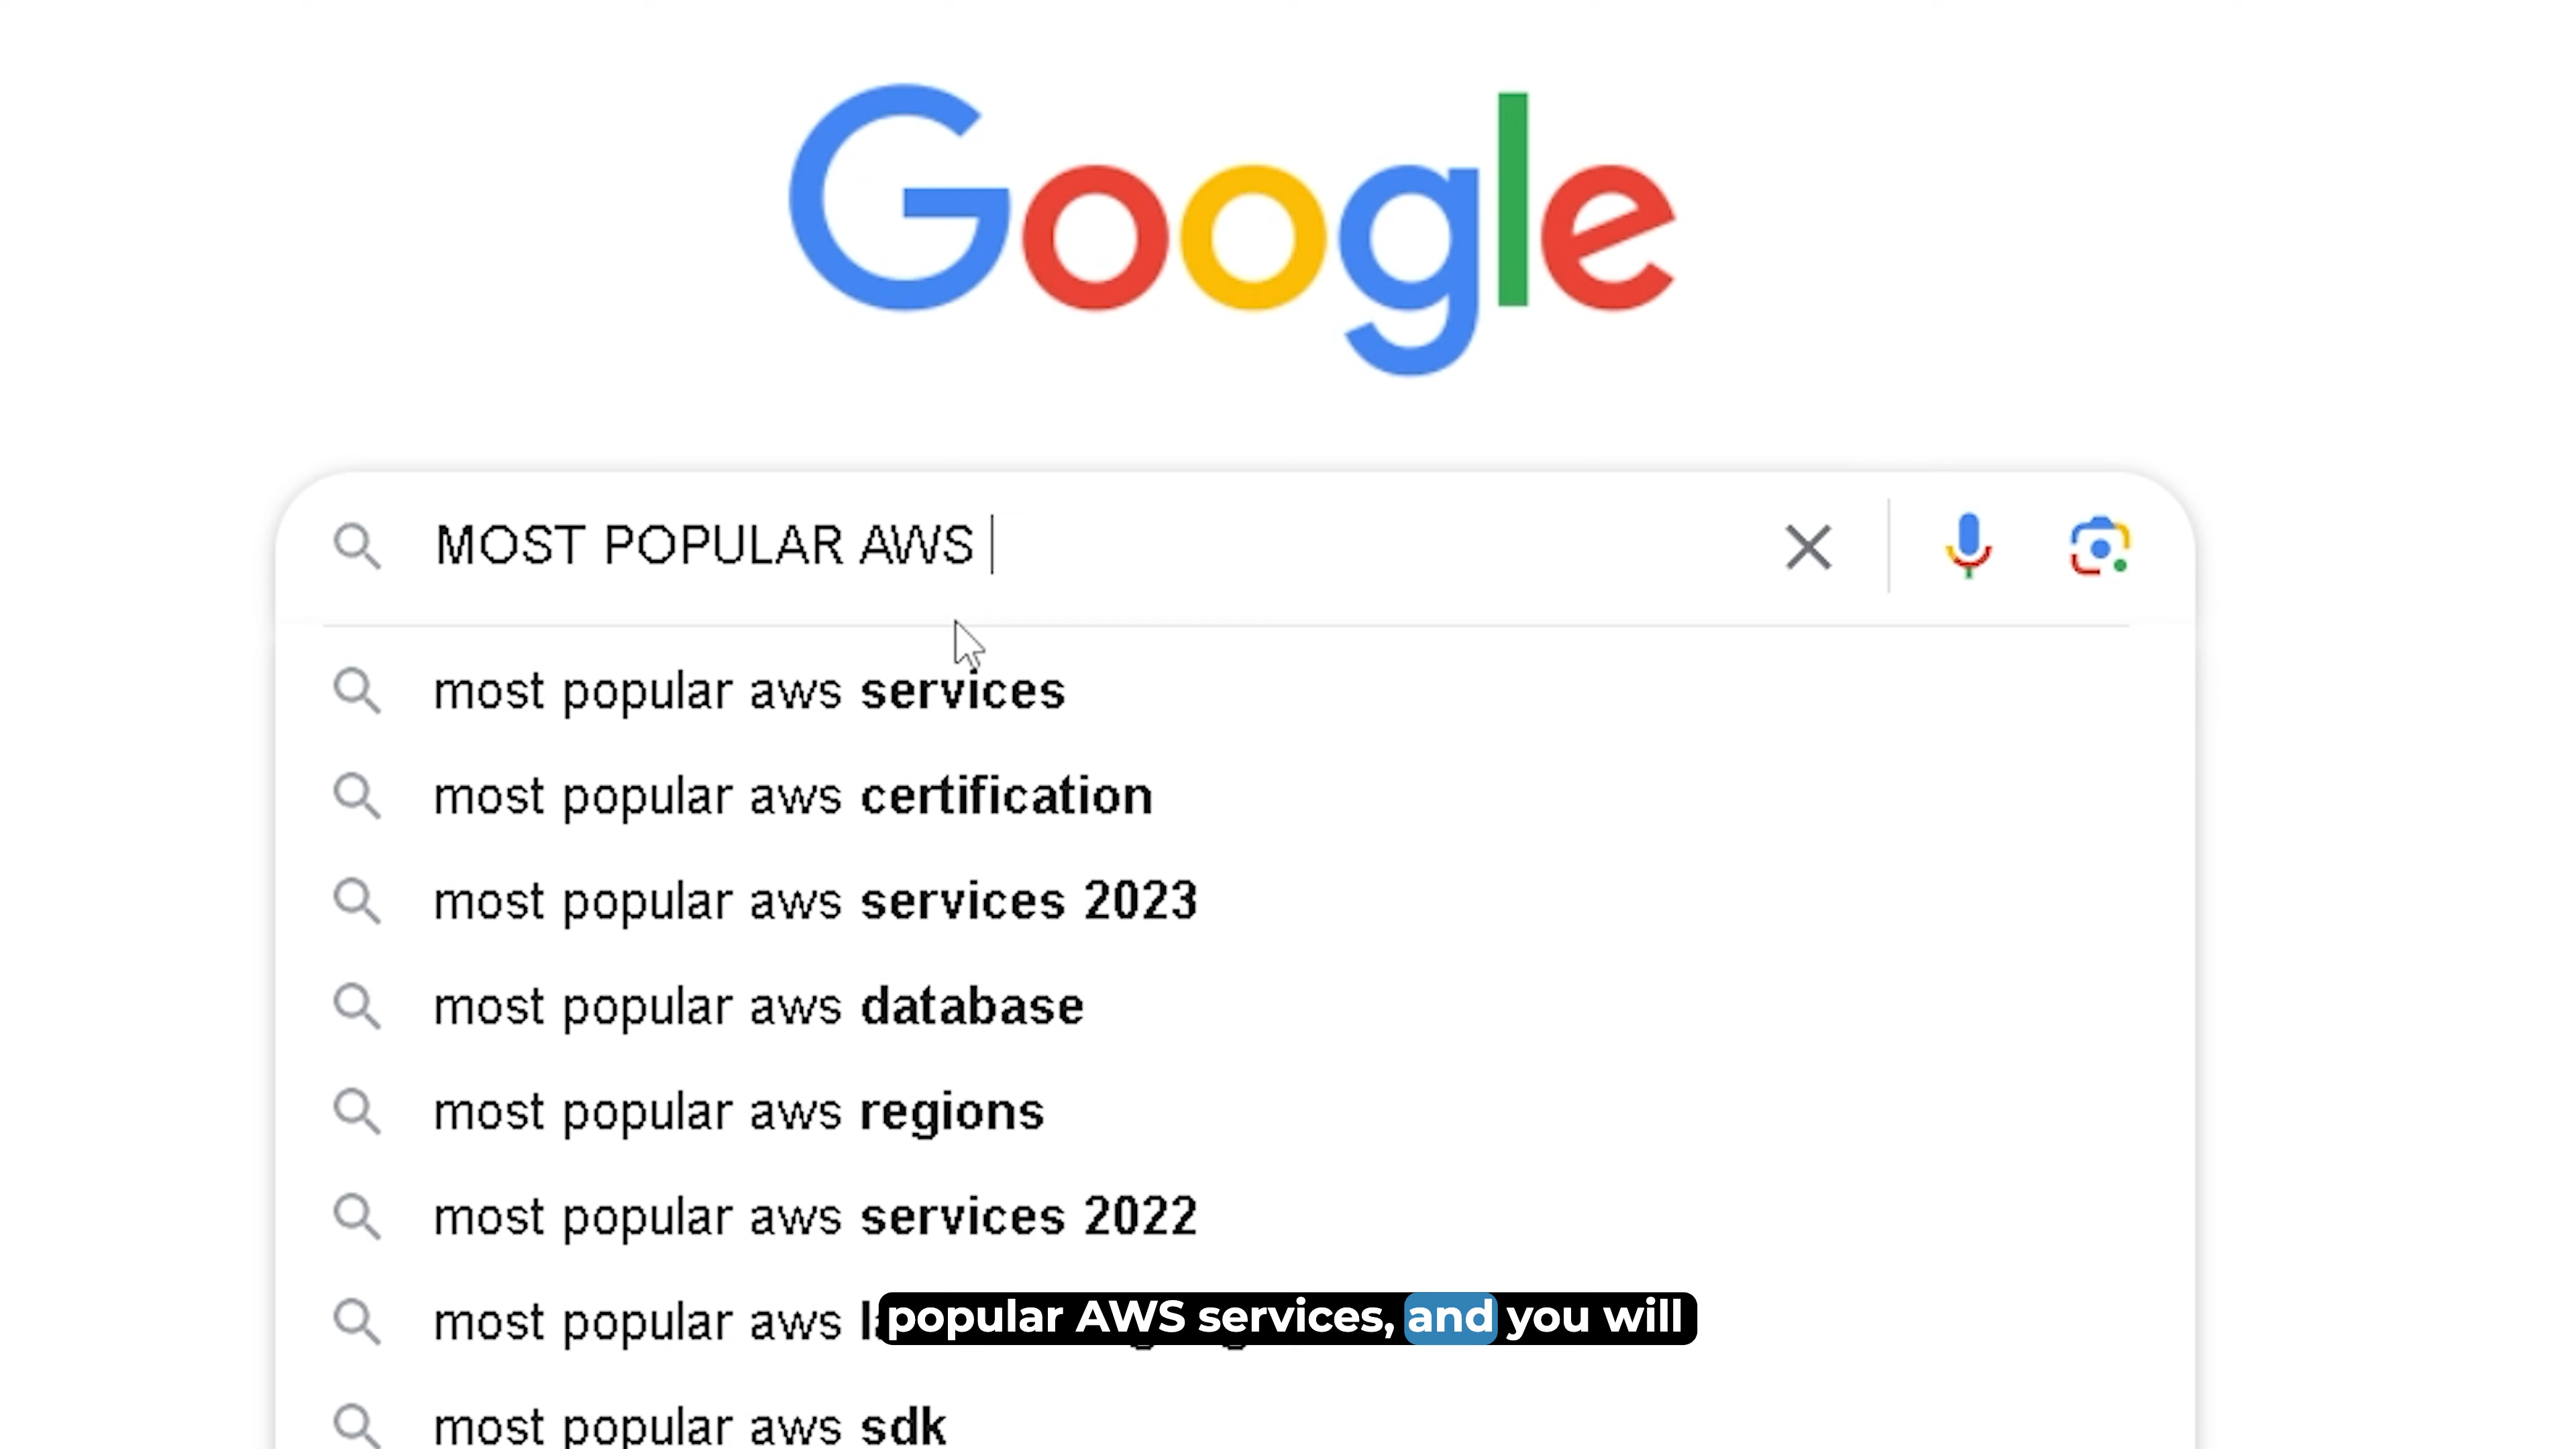 Google
MOST POPULAR AWS
most popular aws services
most popular aws certification
most popular aws services 2023
most popular aws database
most popular aws regions
most popular aws services 2022
most popular aws
popular AWS services, and you will
most popular aws sdk